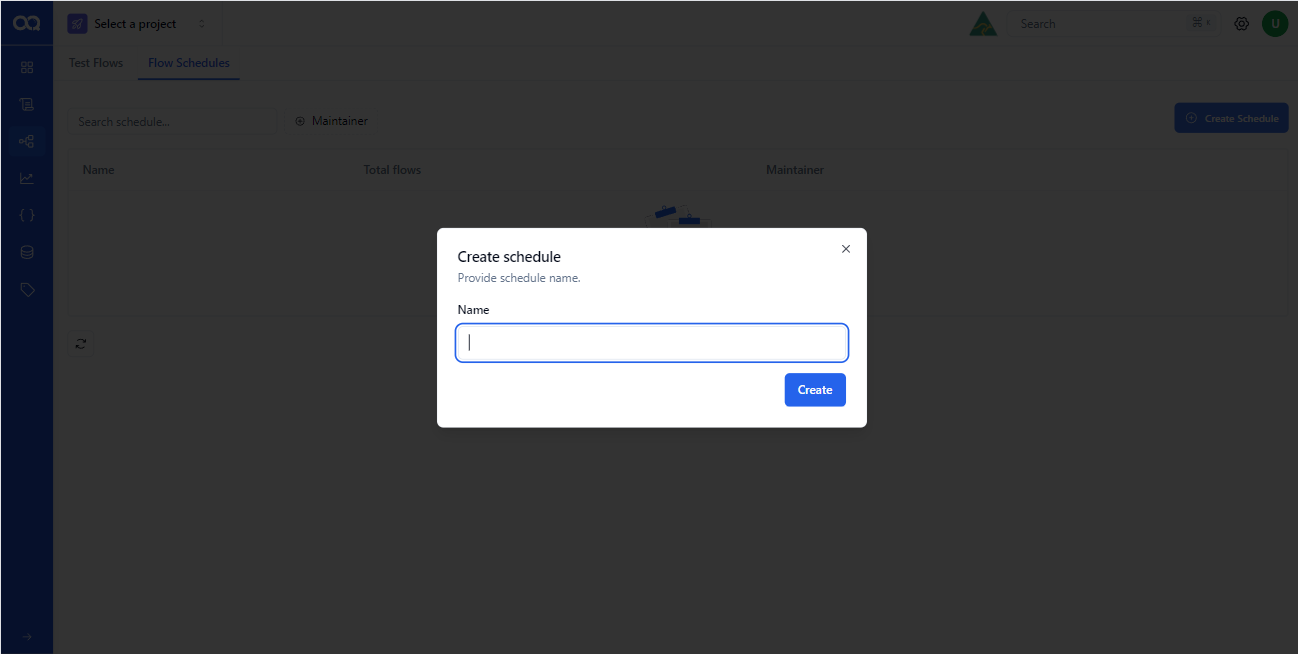 Select a project
Search
⌘ K
U
Test Flows
Flow Schedules
Search schedule...
Maintainer
Create Schedule
Name
Total flows
Maintainer
Create schedule
Provide schedule name.
Name
Create